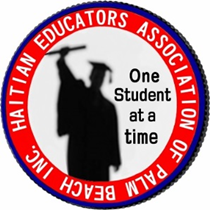 HAITIAN EDUCATORS ASSOCIATION OF PALM BEACH INC.
One
Student
at a
time